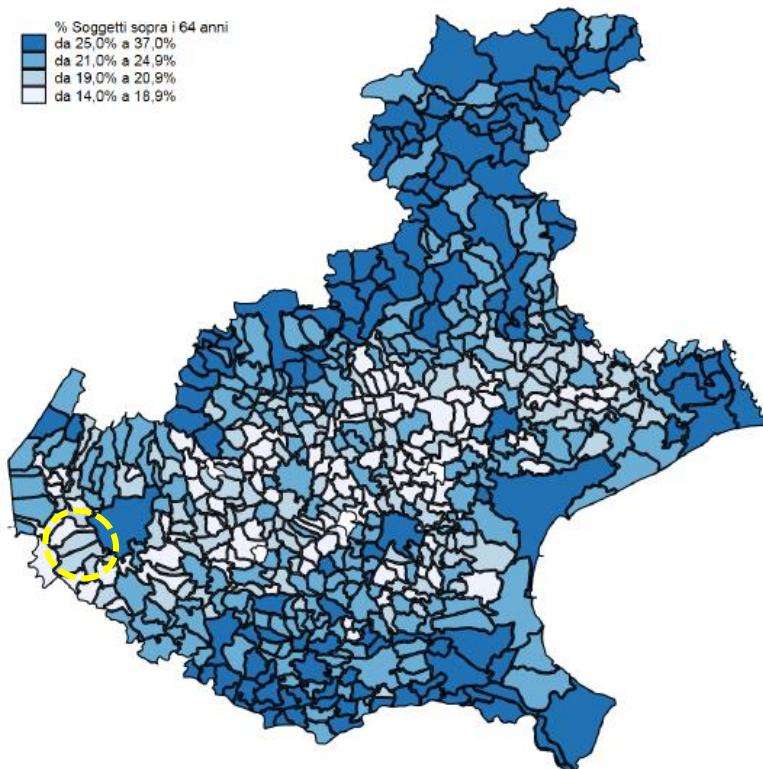 % Soggetti sopra i 64 anni
da 25,0% a 37,0%
da 21,0% a 24,9%
da 19,0% a 20,9%
da 14,0% a 18,9%